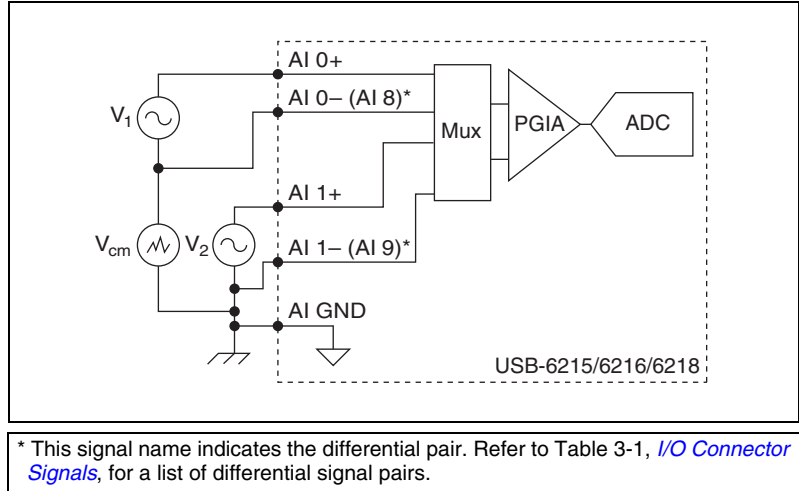 AI 0+
AI 0– (AI 8)*
V1
Mux
PGIA
ADC
AI 1+
Vcm
V2
AI 1– (AI 9)*
AI GND
USB-6215/6216/6218
* This signal name indicates the differential pair. Refer to Table 3-1, I/O Connector
Signals, for a list of differential signal pairs.